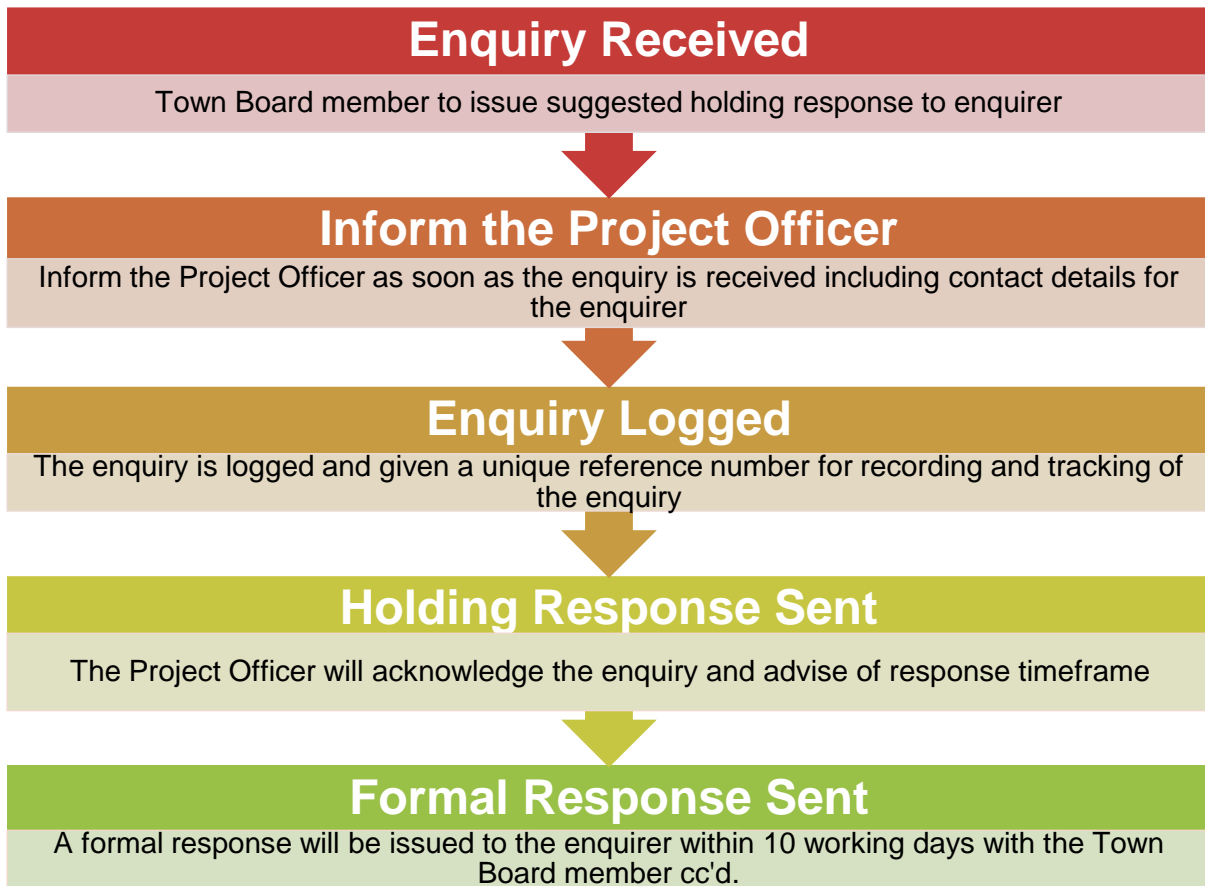 Enquiry Received
Town Board member to issue suggested holding response to enquirer
Inform the Project Officer
Inform the Project Officer as soon as the enquiry is received including contact details for
the enquirer
Enquiry Logged
The enquiry is logged and given a unique reference number for recording and tracking of
the enquiry
Holding Response Sent
The Project Officer will acknowledge the enquiry and advise of response timeframe
Formal Response Sent
A formal response will be issued to the enquirer within 10 working days with the Town
Board member cc'd.